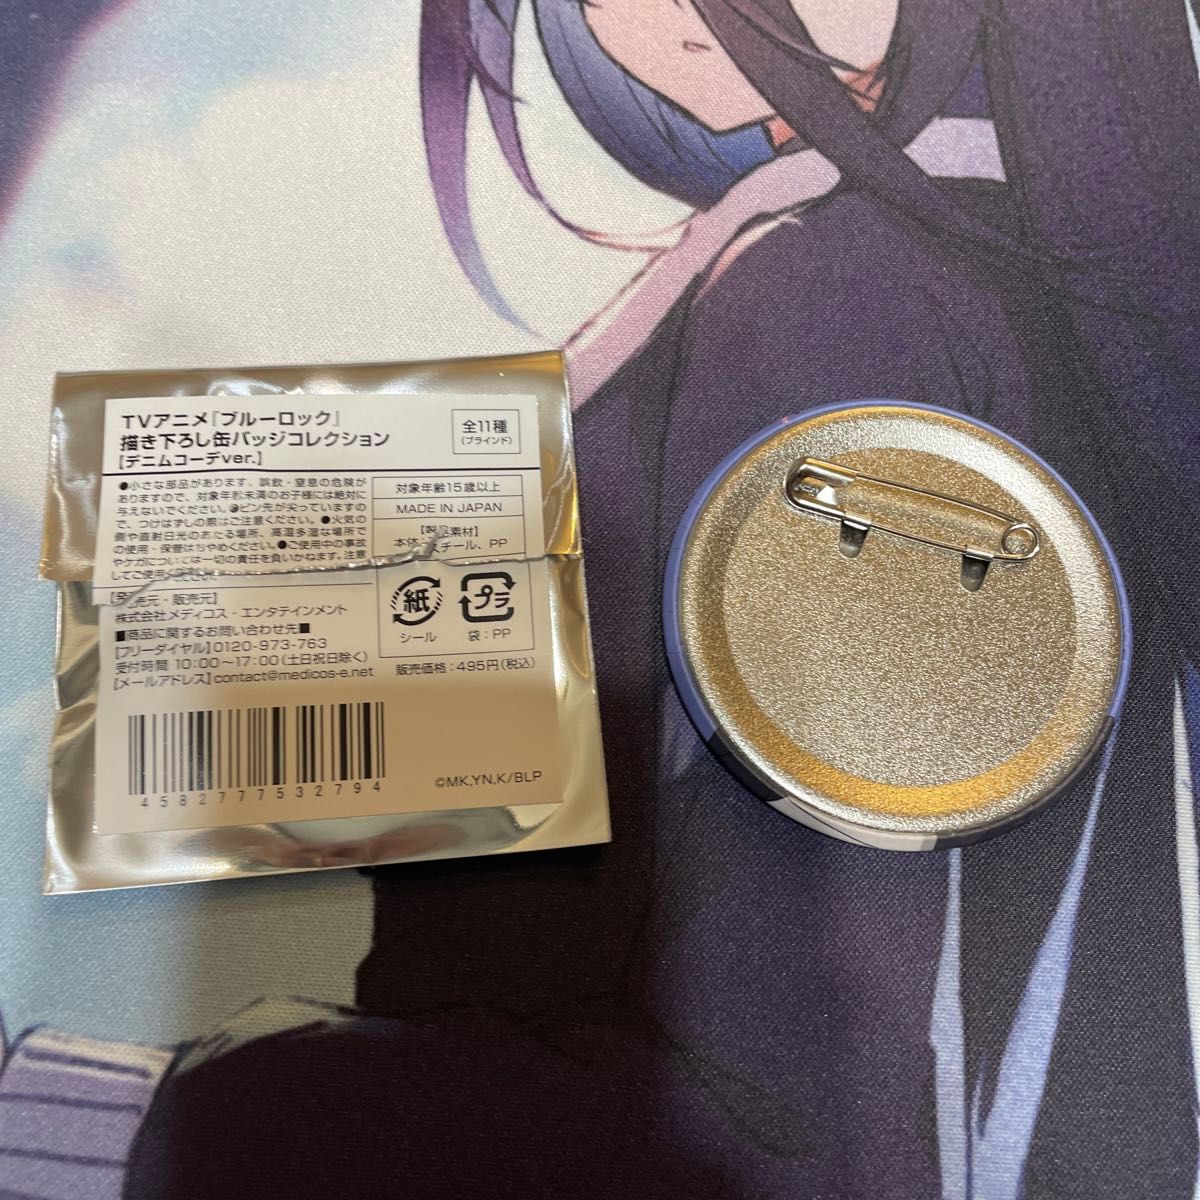 TVアニメ『ブルーロック』
描き下ろし缶バッジコレクション
【デニムコーデver.】
全11種
(ブラインド)
●小さな部品があります。誤飲・窒息の危険が
ありますので、対象年齢未満のお子様には絶対に
与えないでください。●ピン先が尖っていますの
で、つけはずしの際はご注意ください。●火気の
側や直射日光のあたる場所、高温多湿な場所で
の使用・保管はおやめください。●ご使用中の事故
やケガについては一切の責任を負いかねます。注意
してご使用
対象年齢15歳以上
MADE IN JAPAN
【製品素材】
本体:スチール、PP
紙
シール
プラ
袋:PP
【発売元・販売元】
株式会社メディコス・エンタテインメント
■商品に関するお問い合わせ先■
【フリーダイヤル】0120-973-763
受付時間 10:00〜17:00(土日祝日除く)
【メールアドレス】contact@medicos-e.net
販売価格:495円(税込)
4582777532794
©MK,YN,K/BLP